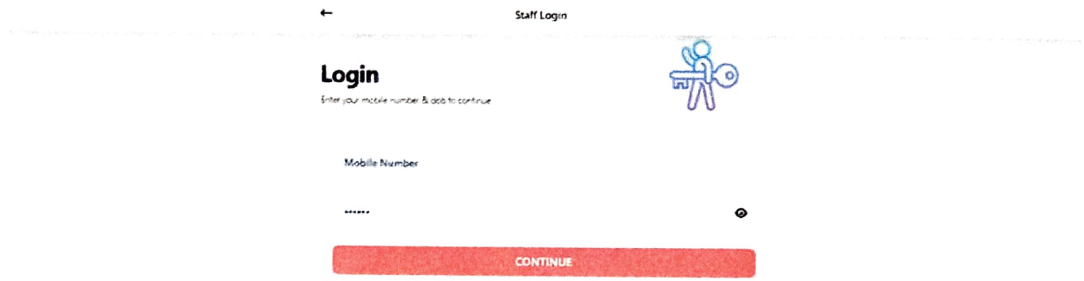 ←
Staff Login
Login
Enter your mobile number & dob to continue
Mobile Number
••••••
CONTINUE